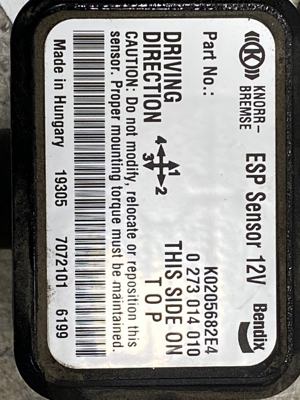 KNORR-BREMSE
ESP Sensor 12V
Bendix
Part No.:
K020568​2E4
0 273 014 010
DRIVING DIRECTION
4 1
3 2
THIS SIDE ON TOP
CAUTION: Do not modify, relocate or reposition this
sensor. Proper mounting torque must be maintained.
Made in Hungary 19305 7072101 6199